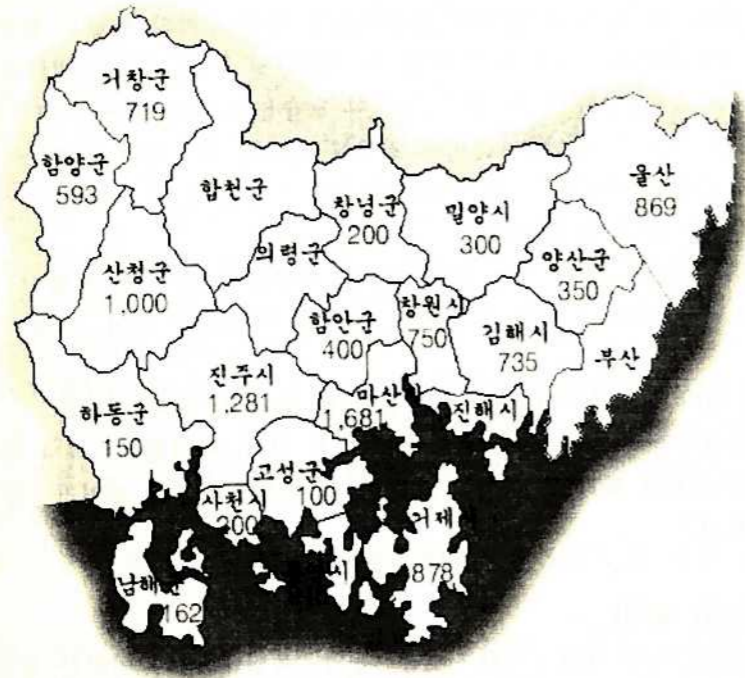 거창군
719
함양군
593
합천군
창녕군
200
밀양시
300
울산
869
산청군
1,000
의령군
양산군
350
함안군
400
창원시
750
김해시
735
부산
진주시
1,281
마산
1,681
진해시
하동군
150
고성군
100
사천시
200
거제
시
878
남해군
162